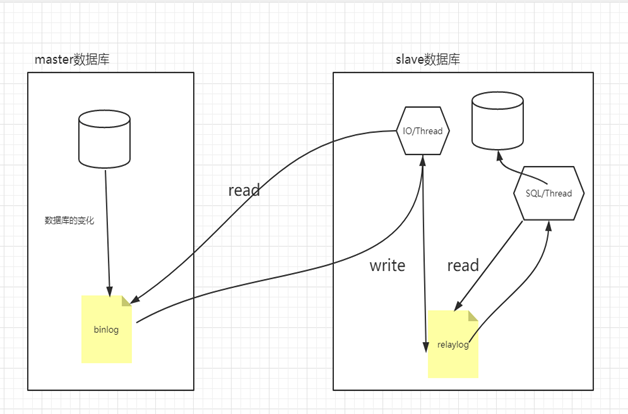 master数据库
slave数据库
IO/Thread
SQL/Thread
read
数据库的变化
write
read
binlog
relaylog